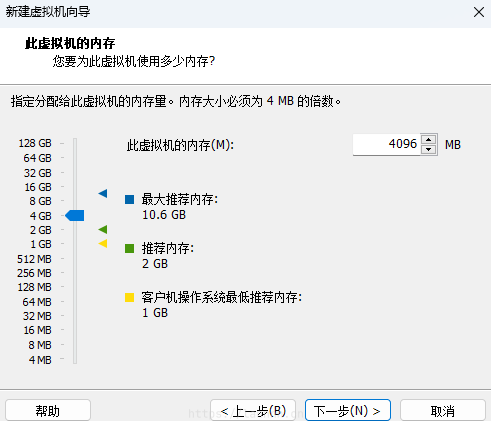 新建虚拟机向导
此虚拟机的内存
您要为此虚拟机使用多少内存?
指定分配给此虚拟机的内存量。内存大小必须为 4 MB 的倍数。
128 GB
64 GB
32 GB
16 GB
8 GB
4 GB
2 GB
1 GB
512 MB
256 MB
128 MB
64 MB
32 MB
16 MB
8 MB
4 MB
此虚拟机的内存(M):
4096 MB
最大推荐内存:
10.6 GB
推荐内存:
2 GB
客户机操作系统最低推荐内存:
1 GB
帮助
< 上一步(B)
下一步(N) >
取消